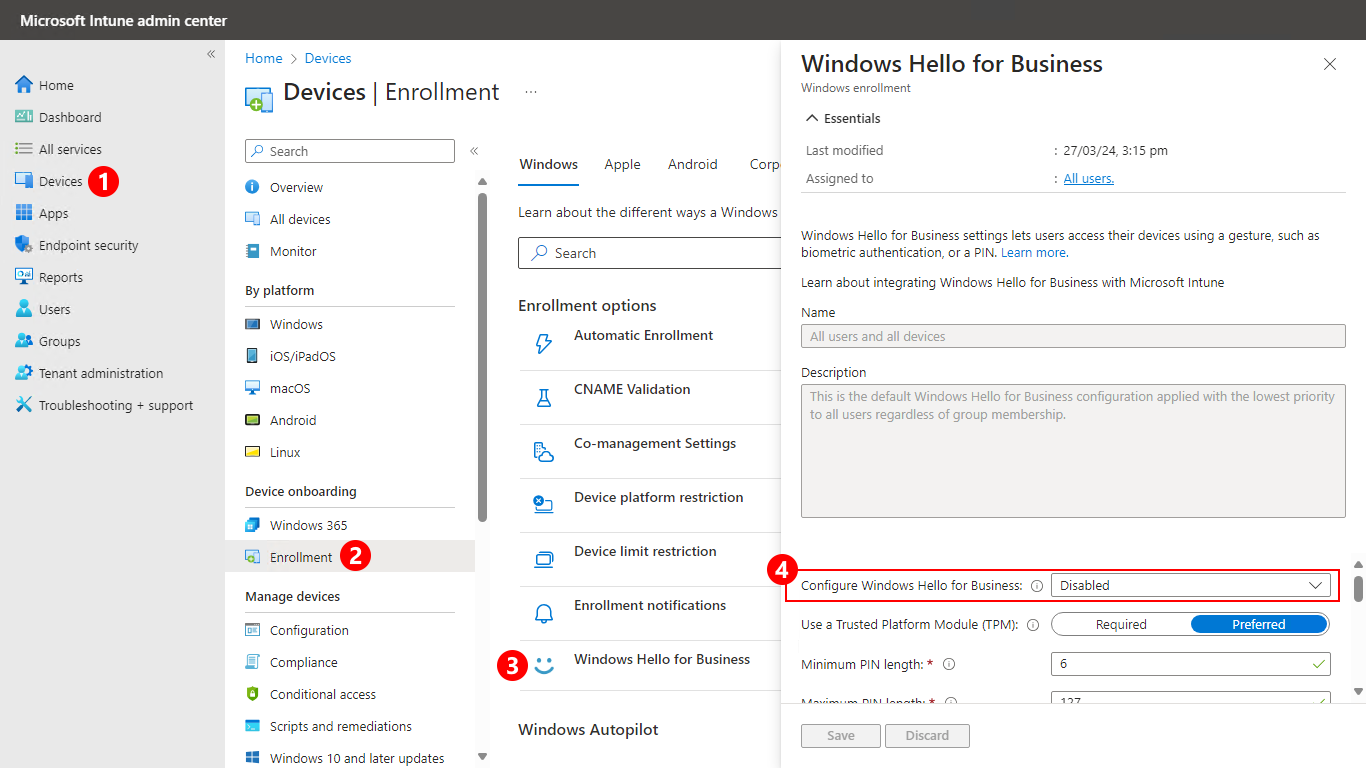 Microsoft Intune admin center
«
Home
Dashboard
All services
Devices 1
Apps
Endpoint security
Reports
Users
Groups
Tenant administration
Troubleshooting + support
Home > Devices
Devices | Enrollment ...
Search «
Overview
All devices
Monitor
By platform
Windows
iOS/iPadOS
macOS
Android
Linux
Device onboarding
Windows 365
Enrollment 2
Manage devices
Configuration
Compliance
Conditional access
Scripts and remediations
Windows 10 and later updates
Windows Apple Android Corp
Learn about the different ways a Windows
Search
Enrollment options
Automatic Enrollment
CNAME Validation
Co-management Settings
Device platform restriction
Device limit restriction
Enrollment notifications
3 Windows Hello for Business
Windows Autopilot
Windows Hello for Business
Windows enrollment
Essentials
Last modified : 27/03/24, 3:15 pm
Assigned to : All users.
Windows Hello for Business settings lets users access their devices using a gesture, such as
biometric authentication, or a PIN. Learn more.
Learn about integrating Windows Hello for Business with Microsoft Intune
Name
All users and all devices
Description
This is the default Windows Hello for Business configuration applied with the lowest priority
to all users regardless of group membership.
4
Configure Windows Hello for Business: Disabled
Use a Trusted Platform Module (TPM): Required Preferred
Minimum PIN length: * 6
Maximum PIN length: * 127
Save Discard